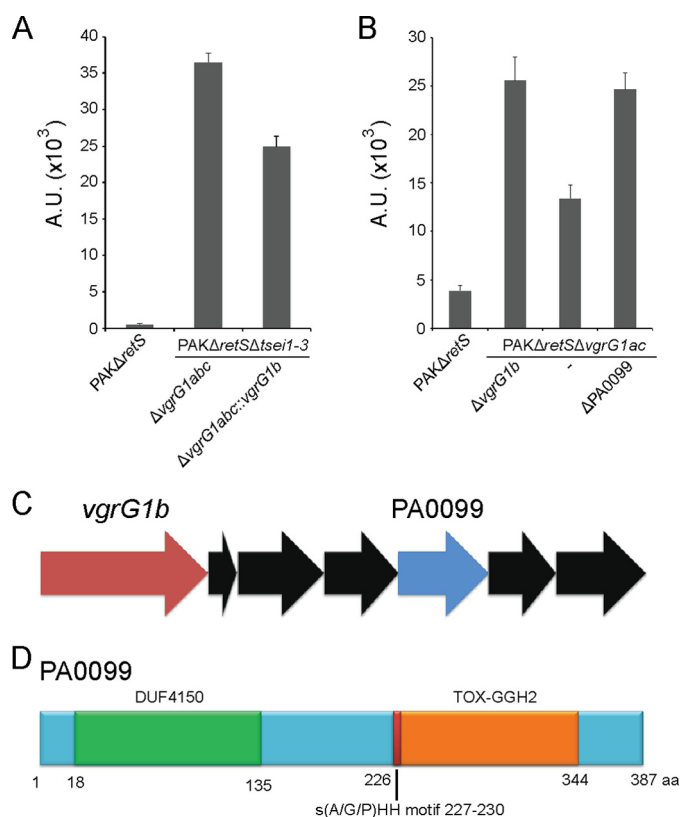 A
A.U. (x10³)
40
35
30
25
20
15
10
5
0
PAKΔretS
PAKΔretSΔtsei1-3
ΔvgrG1abc
ΔvgrG1abc::vgrG1b
B
A.U. (x10³)
30
25
20
15
10
5
0
PAKΔretS
PAKΔretSΔvgrG1ac
ΔvgrG1b
-
ΔPA0099
C
vgrG1b PA0099
D
PA0099
DUF4150 TOX-GGH2
1 18 135 226 344 387 aa
s(A/G/P)HH motif 227-230